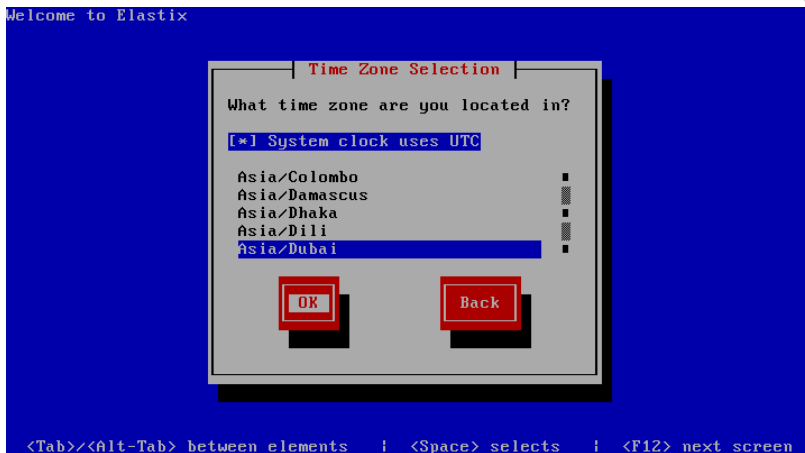 Welcome to Elastix
Time Zone Selection
What time zone are you located in?
[*] System clock uses UTC
Asia/Colombo
Asia/Damascus
Asia/Dhaka
Asia/Dili
Asia/Dubai
OK Back
<Tab>/<Alt-Tab> between elements | <Space> selects | <F12> next screen